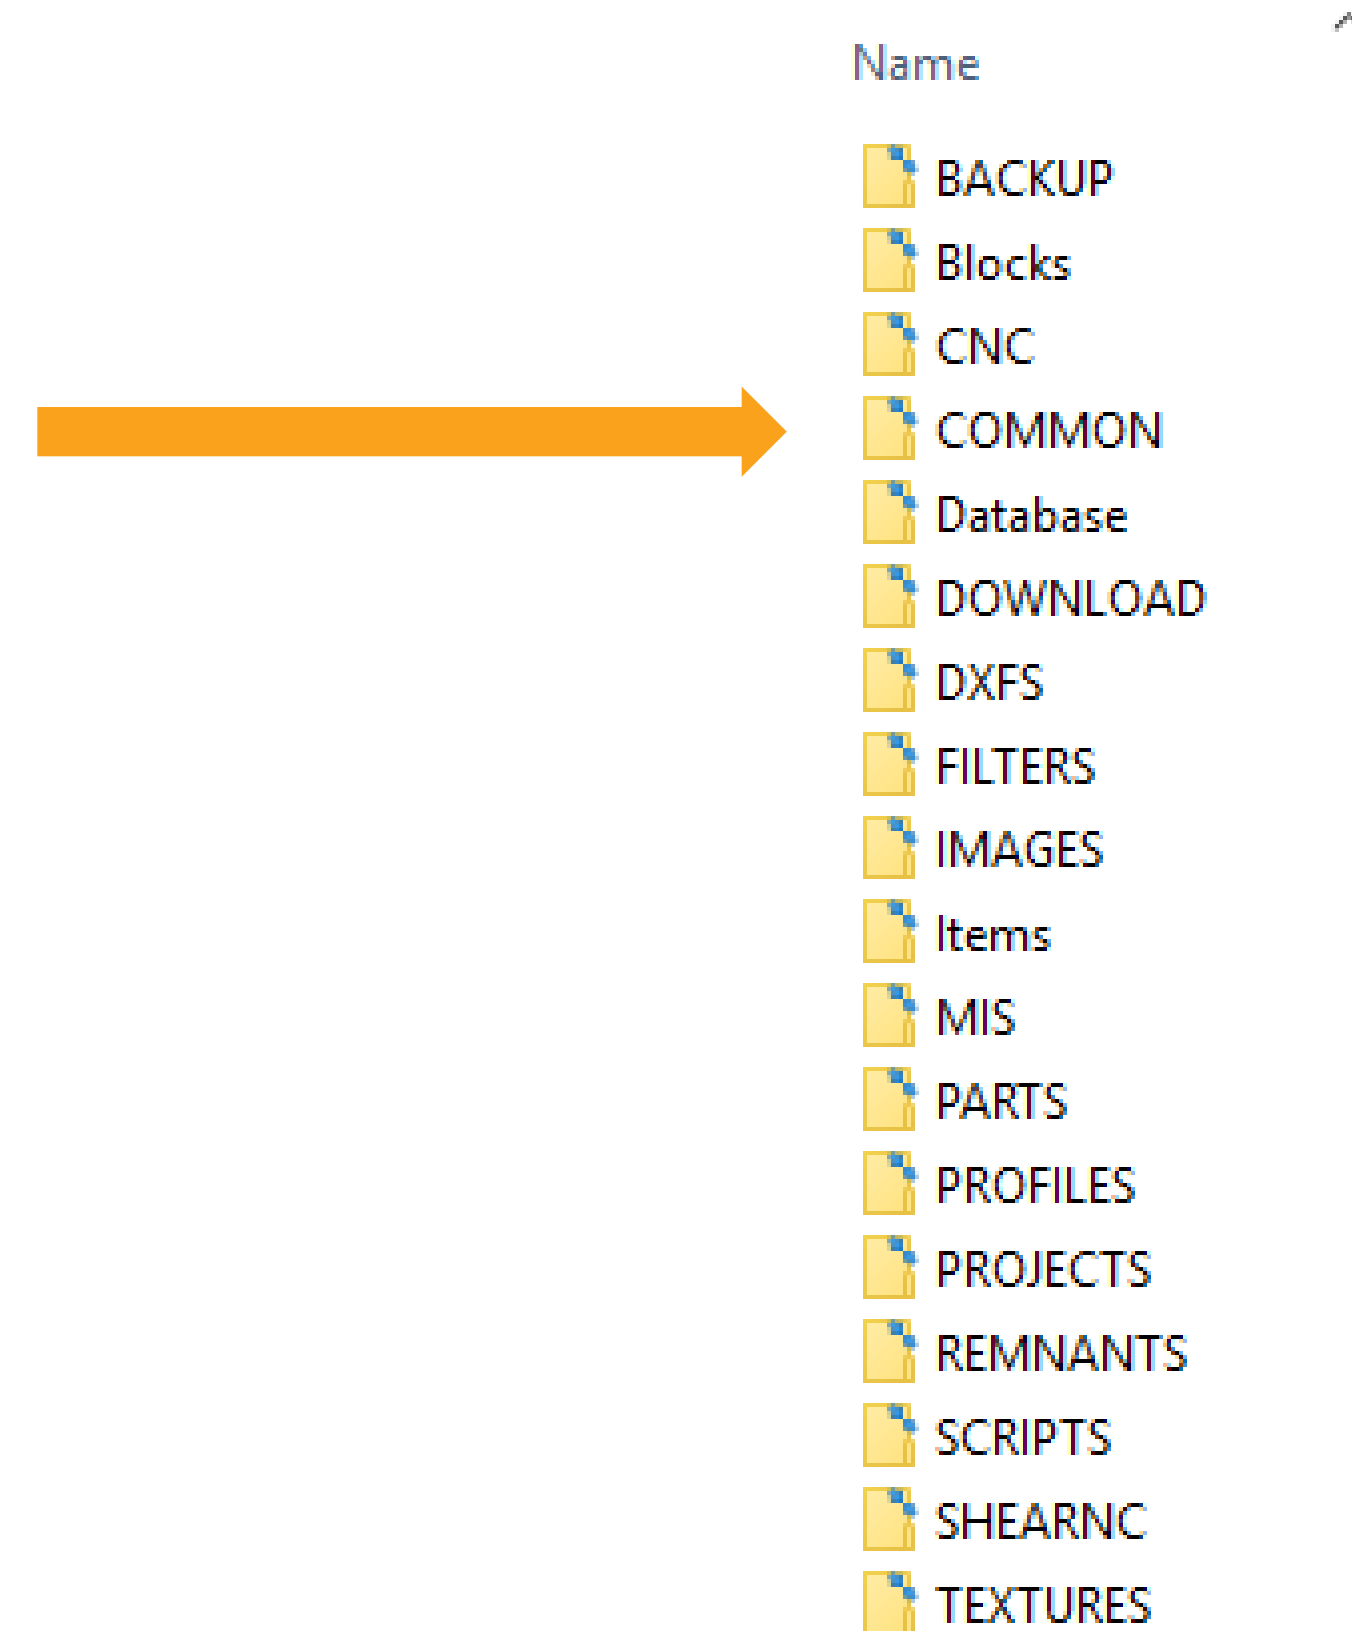 Name
BACKUP
Blocks
CNC
COMMON
Database
DOWNLOAD
DXFS
FILTERS
IMAGES
Items
MIS
PARTS
PROFILES
PROJECTS
REMNANTS
SCRIPTS
SHEARNC
TEXTURES